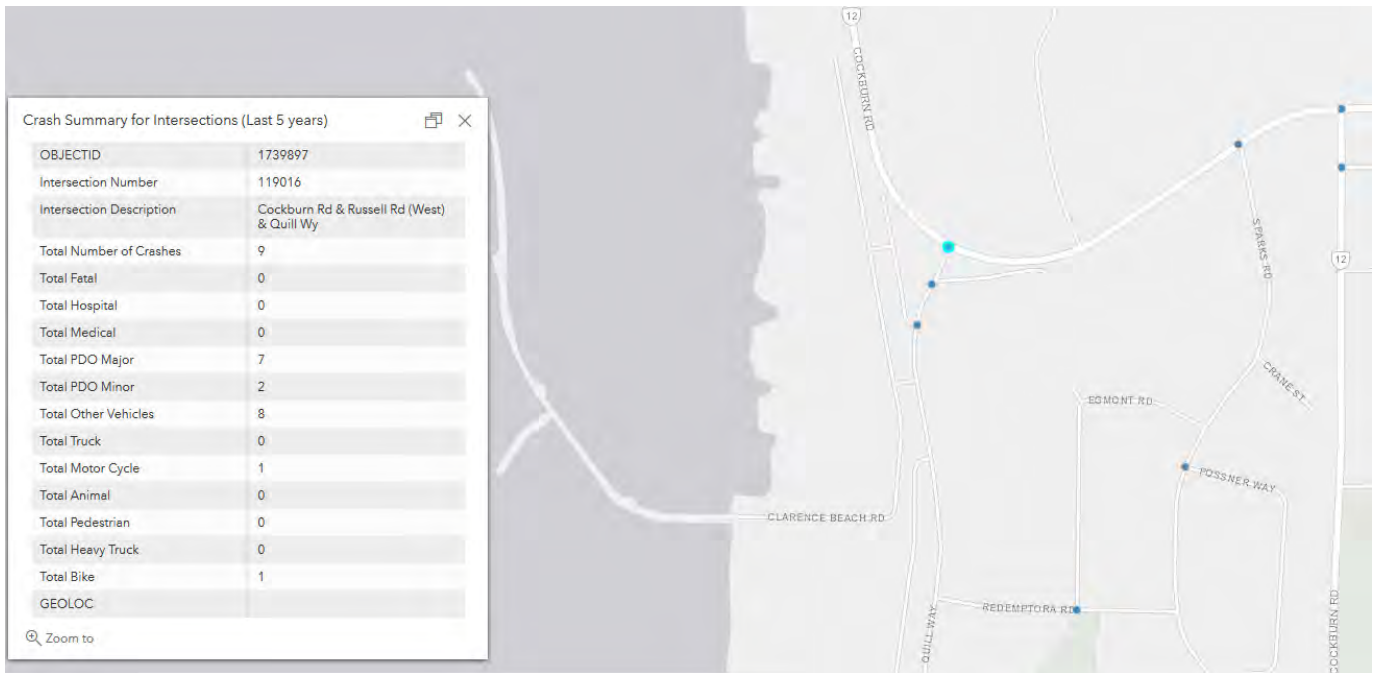 Crash Summary for Intersections (Last 5 years)
OBJECTID 1739897
Intersection Number 119016
Intersection Description Cockburn Rd & Russell Rd (West)
& Quill Wy
Total Number of Crashes 9
Total Fatal 0
Total Hospital 0
Total Medical 0
Total PDO Major 7
Total PDO Minor 2
Total Other Vehicles 8
Total Truck 0
Total Motor Cycle 1
Total Animal 0
Total Pedestrian 0
Total Heavy Truck 0
Total Bike 1
GEOLOC
Zoom to
12
COCKBURN RD
SPARKS RD
12
CRANE ST
EGMONT RD
POSSNER WAY
CLARENCE BEACH RD
REDEMPTORA RD
QUILL WAY
COCKBURN RD